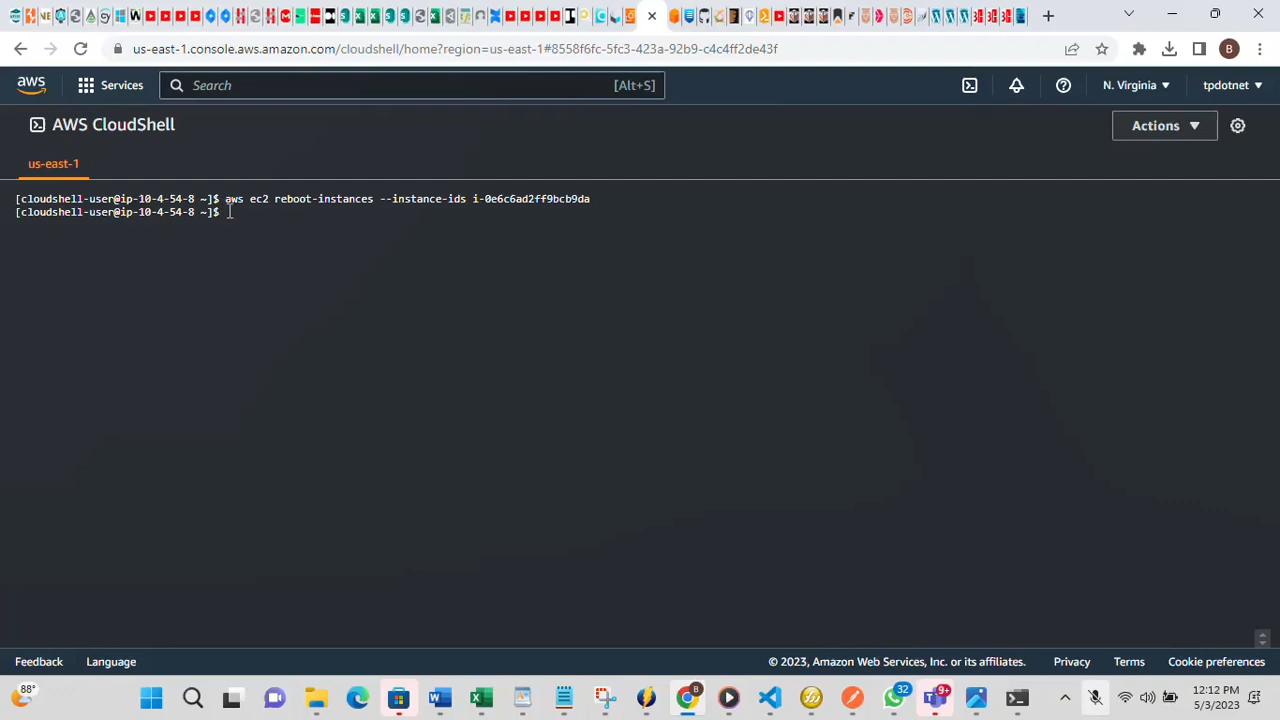 us-east-1.console.aws.amazon.com/cloudshell/home?region=us-east-1#8558f6fc-5fc3-423a-92b9-c4c4ff2de43f
B
aws
Services
Search
[Alt+S]
N. Virginia
tpdotnet
AWS CloudShell
Actions
us-east-1
[cloudshell-user@ip-10-4-54-8 ~]$ aws ec2 reboot-instances --instance-ids i-0e6c6ad2ff9bcb9da
[cloudshell-user@ip-10-4-54-8 ~]$
Feedback
Language
© 2023, Amazon Web Services, Inc. or its affiliates.
Privacy
Terms
Cookie preferences
88°
32
9+
12:12 PM
5/3/2023